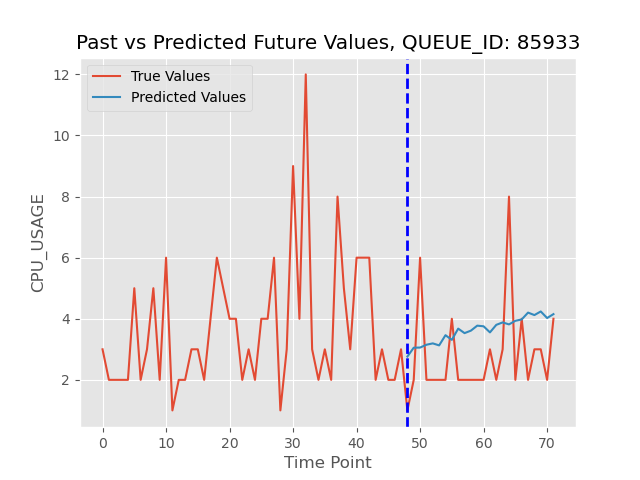 Past vs Predicted Future Values, QUEUE_ID: 85933
True Values
Predicted Values
CPU_USAGE
12
10
8
6
4
2
0 10 20 30 40 50 60 70
Time Point